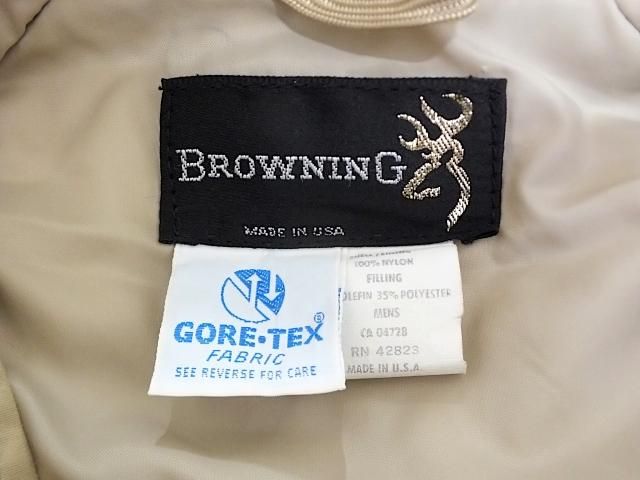 BROWNING
MADE IN USA
GORE-TEX®
FABRIC
SEE REVERSE FOR CARE
100% NYLON
FILLING
OLEFIN 35% POLYESTER
MENS
CA 04728
RN 42823
MADE IN U.S.A.